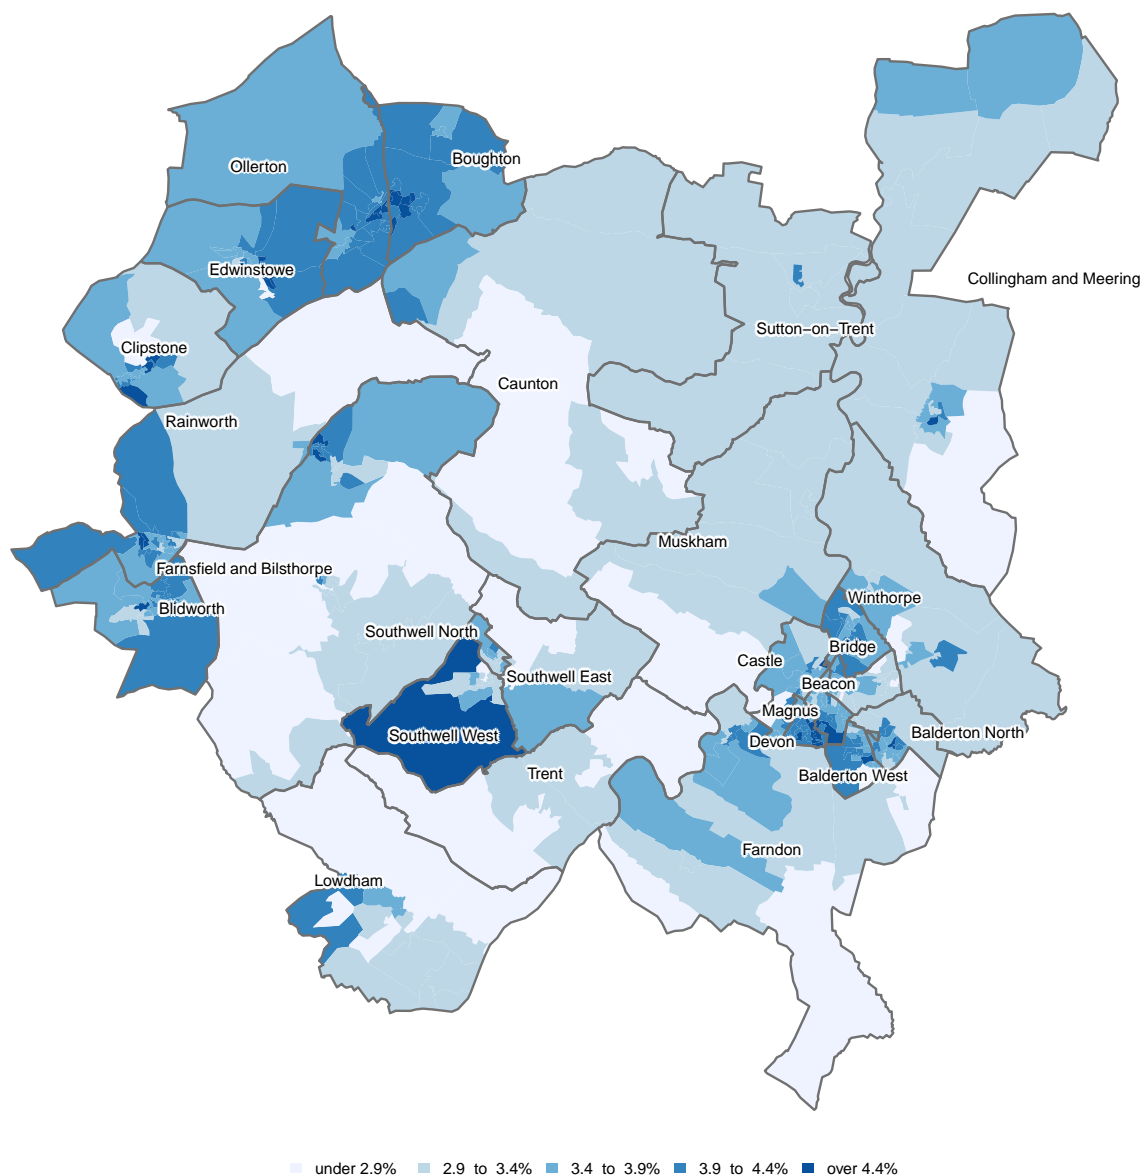 Boughton
Ollerton
Edwinstowe
Collingham and Meering
Sutton−on−Trent
Clipstone
Caunton
Rainworth
Muskham
Farnsfield and Bilsthorpe
Winthorpe
Blidworth
Southwell North
Bridge
Castle
Southwell East
Beacon
Magnus
Southwell West
Balderton North
Devon
Trent
Balderton West
Farndon
Lowdham
under 2.9% 2.9 to 3.4% 3.4 to 3.9% 3.9 to 4.4% over 4.4%